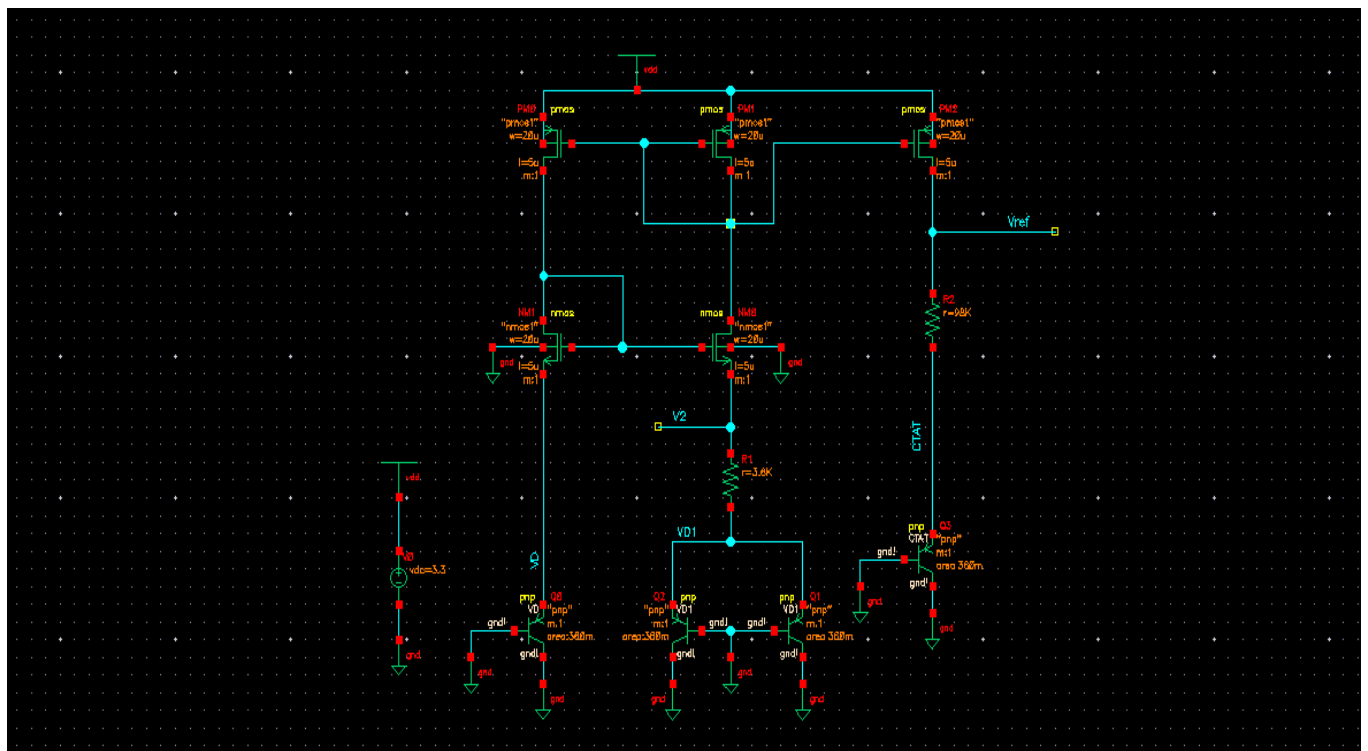 vdd
PM0 pmos
"pmos1"
w=20u
l=5u
m:1
PM1 pmos
"pmos1"
w=20u
l=5u
m:1
PM2 pmos
"pmos1"
w=20u
l=5u
m:1
Vref
NM1 nmos
"nmos1"
w=20u
l=5u
m:1
gnd
NM0 nmos
"nmos1"
w=20u
l=5u
m:1
gnd
R2
V2
CTAT
R1
vdd
V0
vdc=3.3
gnd
VD1
VD
pnp Q3
CTAT "pnp"
m:1
area:360m
gnd!
gnd!
gnd
gnd
pnp Q0
VD "pnp"
m:1
area:360m
gnd!
gnd!
gnd
gnd
Q2 pnp
"pnp" VD1
m:1
area:360m
gnd!
gnd!
gnd
gnd
pnp Q1
VD1 "pnp"
m:1
area:360m
gnd!
gnd!
gnd